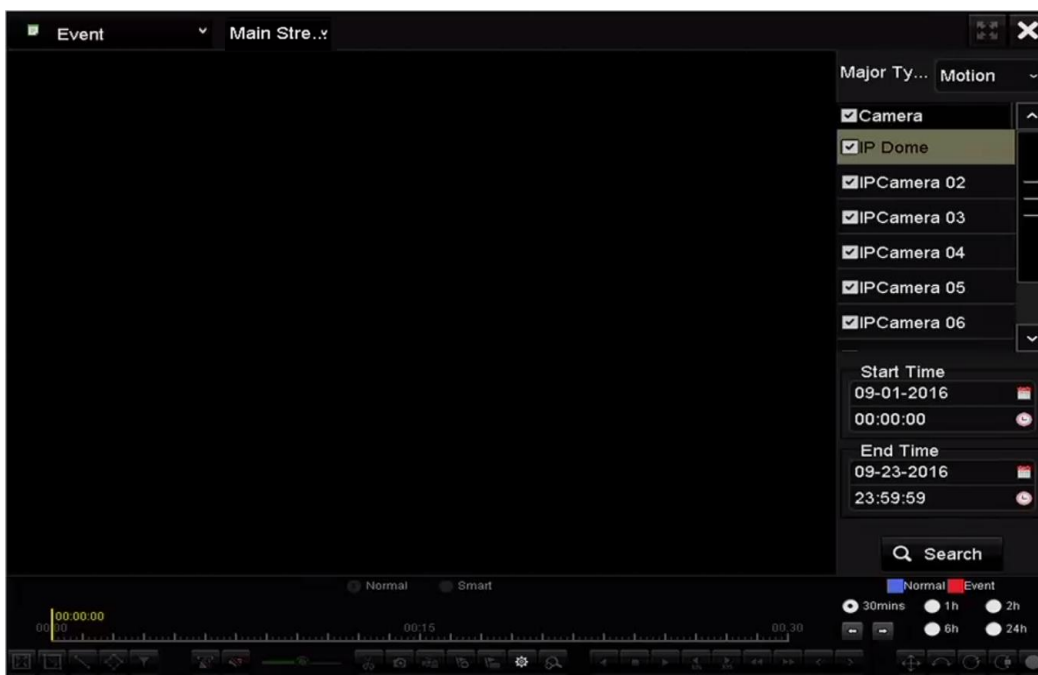 Event Main Stre...
Major Ty... Motion
Camera
IP Dome
IPCamera 02
IPCamera 03
IPCamera 04
IPCamera 05
IPCamera 06
Start Time
09-01-2016
00:00:00
End Time
09-23-2016
23:59:59
Search
Normal Smart
Normal Event
00:00:00
30mins 1h 2h
00:15 00:30
6h 24h